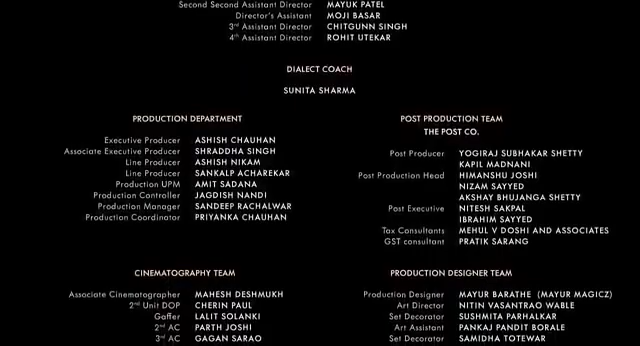 Second Second Assistant Director MAYUK PATEL
Director's Assistant MOJI BASAR
3rd Assistant Director CHITGUNN SINGH
4th Assistant Director ROHIT UTEKAR
DIALECT COACH
SUNITA SHARMA
PRODUCTION DEPARTMENT
Executive Producer ASHISH CHAUHAN
Associate Executive Producer SHRADDHA SINGH
Line Producer ASHISH NIKAM
Line Producer SANKALP ACHAREKAR
Production UPM AMIT SADANA
Production Controller JAGDISH NANDI
Production Manager SANDEEP RACHALWAR
Production Coordinator PRIYANKA CHAUHAN
POST PRODUCTION TEAM
THE POST CO.
Post Producer YOGIRAJ SUBHAKAR SHETTY
KAPIL MADNANI
Post Production Head HIMANSHU JOSHI
NIZAM SAYYED
AKSHAY BHUJANGA SHETTY
Post Executive NITESH SAKPAL
IBRAHIM SAYYED
Tax Consultants MEHUL V DOSHI AND ASSOCIATES
GST consultant PRATIK SARANG
CINEMATOGRAPHY TEAM
Associate Cinematographer MAHESH DESHMUKH
2nd Unit DOP CHERIN PAUL
Gaffer LALIT SOLANKI
2nd AC PARTH JOSHI
3rd AC GAGAN SARAO
PRODUCTION DESIGNER TEAM
Production Designer MAYUR BARATHE (MAYUR MAGICZ)
Art Director NITIN VASANTRAO WABLE
Set Decorator SUSHMITA PARHALKAR
Art Assistant PANKAJ PANDIT BORALE
Set Decorator SAMIDHA TOTEWAR